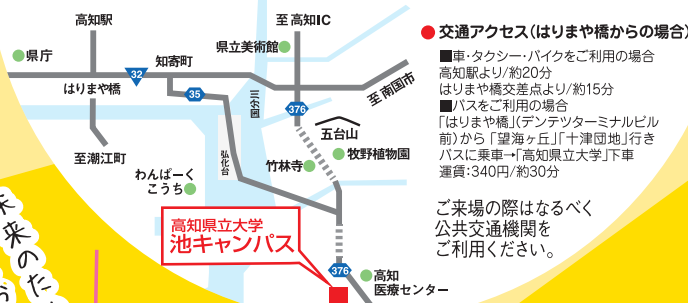 高知駅
至高知IC
県立美術館
県庁
知寄町
32
はりまや橋
35
三ツ石
376
至南国市
五台山
牧野植物園
竹林寺
弘化台
至潮江町
わんぱーく
こうち
高知県立大学
池キャンパス
376
高知
医療センター
未来のた
●交通アクセス(はりまや橋からの場合)
■車・タクシー・バイクをご利用の場合
高知駅より/約20分
はりまや橋交差点より/約15分
■バスをご利用の場合
「はりまや橋」(デンテツターミナルビル
前)から「望海ヶ丘」「十津団地」行き
バスに乗車→「高知県立大学」下車
運賃:340円/約30分
ご来場の際はなるべく
公共交通機関を
ご利用ください。